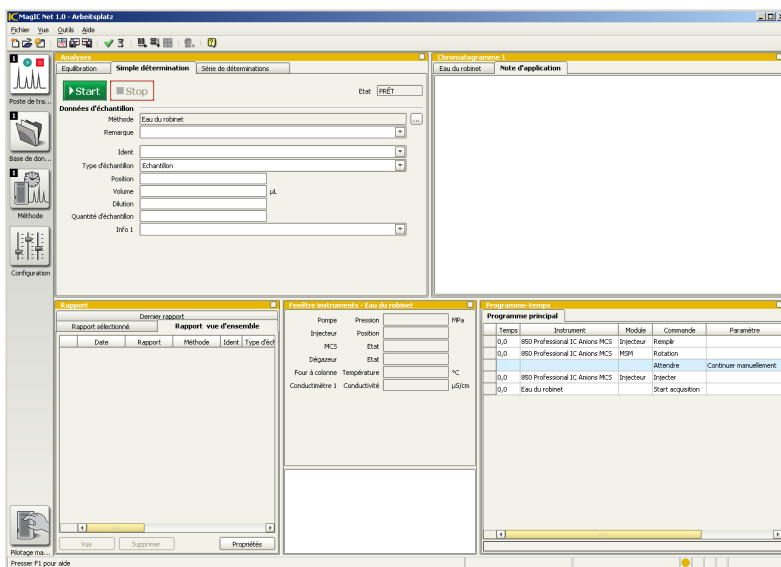 MagIC Net 1.0 - Arbeitsplatz
Fichier Vue Outils Aide
Analyses
Equilibration Simple détermination Série de déterminations
Start Stop Etat PRÊT
Données d'échantillon
Méthode Eau du robinet ...
Remarque
Ident
Type d'échantillon Echantillon
Position
Volume µL
Dilution
Quantité d'échantillon
Info 1
Chromatogramme 1
Eau du robinet Note d'application
1
Poste de tra...
1
Base de don...
1
Méthode
Configuration
Pilotage ma...
Rapport
Dernier rapport
Rapport sélectionné Rapport vue d'ensemble
Date Rapport Méthode Ident Type d'éch
Vue Supprimer Propriétés
Fenêtre instruments - Eau du robinet
Pompe Pression MPa
Injecteur Position
MCS Etat
Dégazeur Etat
Four à colonne Température °C
Conductimètre 1 Conductivité µS/cm
Programme-temps
Programme principal
Temps Instrument Module Commande Paramètre
0,0 850 Professional IC Anions MCS Injecteur Remplir
0,0 850 Professional IC Anions MCS MSM Rotation
Attendre Continuer manuellement
0,0 850 Professional IC Anions MCS Injecteur Injecter
0,0 Eau du robinet Start acquisition
Presser F1 pour aide